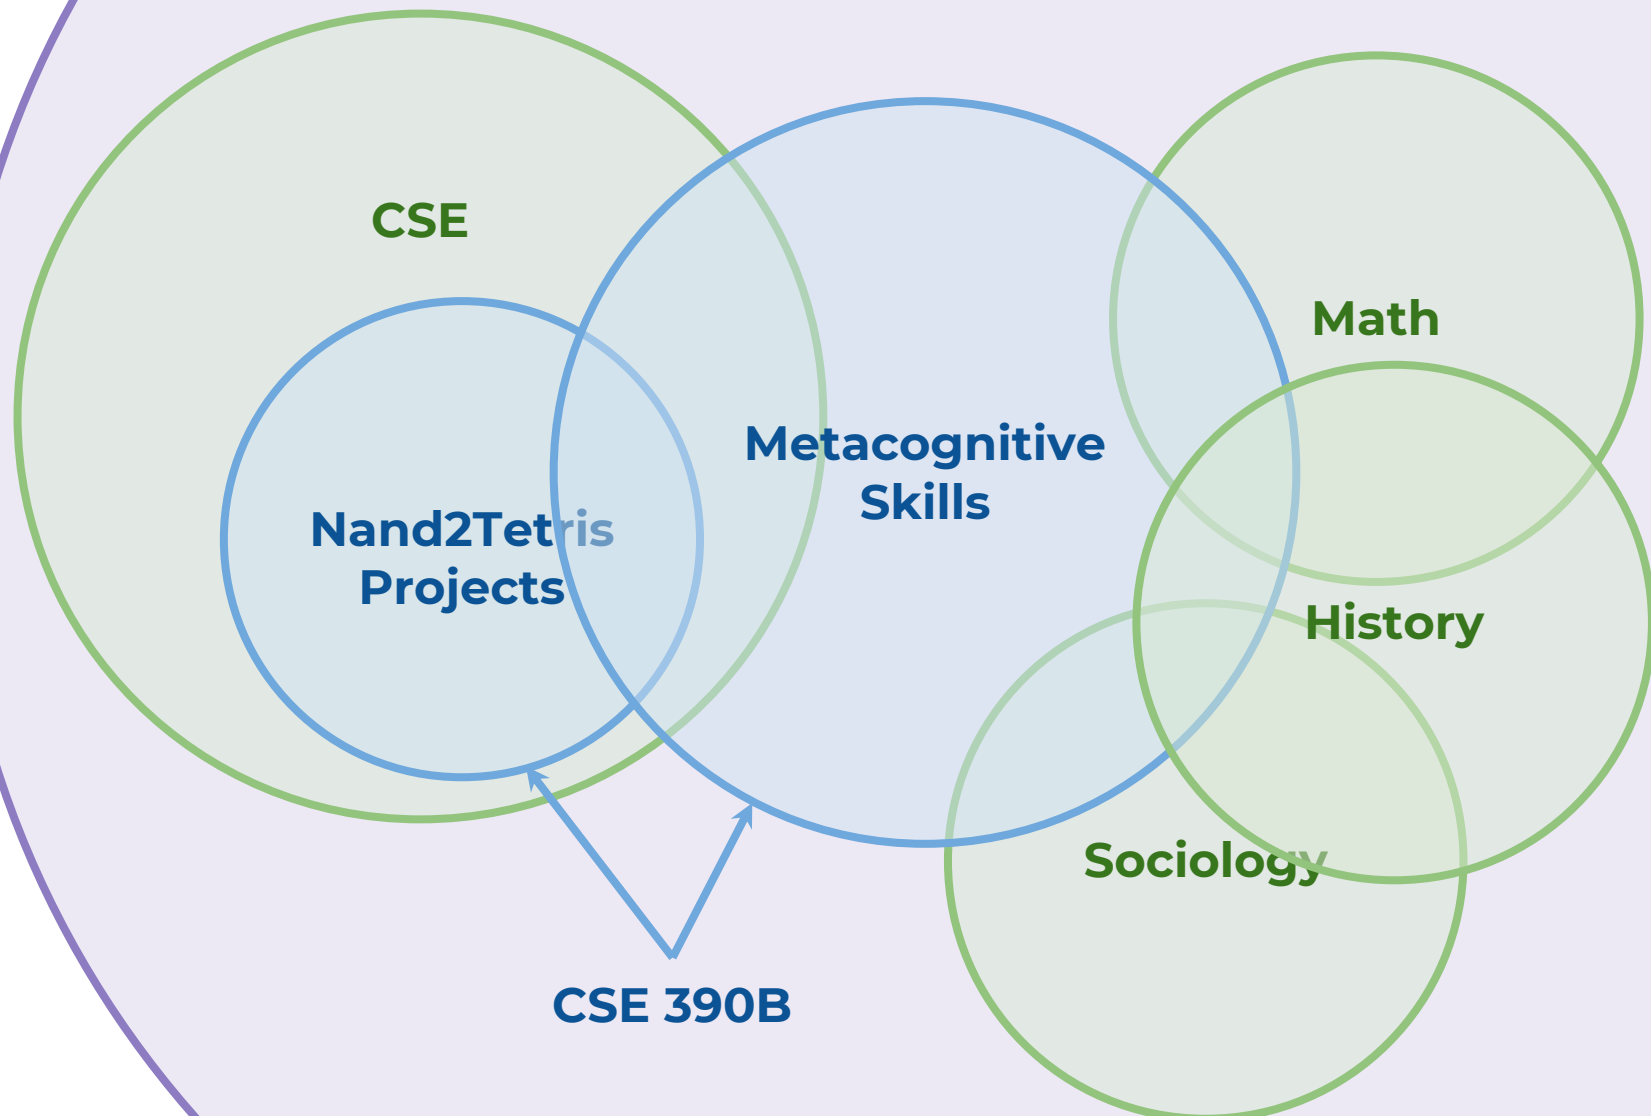 CSE
Math
Metacognitive
Skills
Nand2Tetris
Projects
History
Sociology
CSE 390B